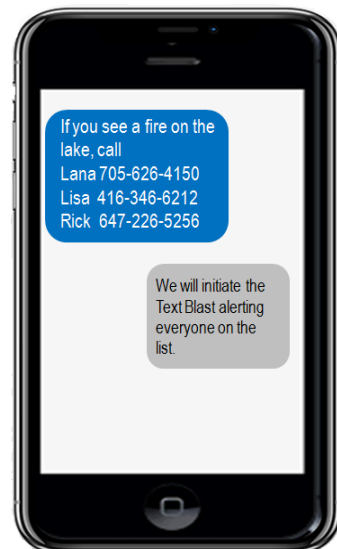 If you see a fire on the
lake, call
Lana 705-626-4150
Lisa 416-346-6212
Rick 647-226-5256
We will initiate the
Text Blast alerting
everyone on the
list.